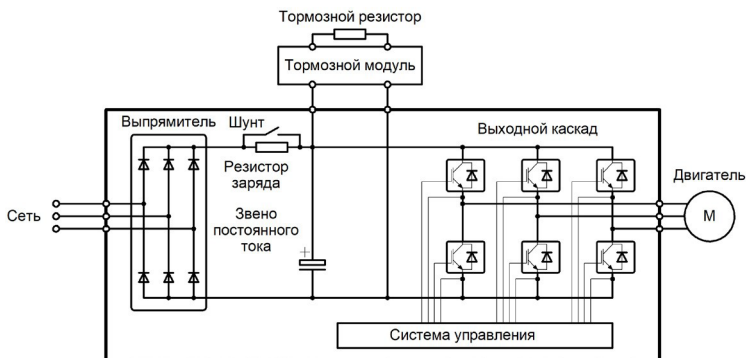 Тормозной резистор
Тормозной модуль
Выпрямитель
Шунт
Выходной каскад
Резистор
заряда
Двигатель
Сеть
Звено
постоянного
тока
+
M
Система управления